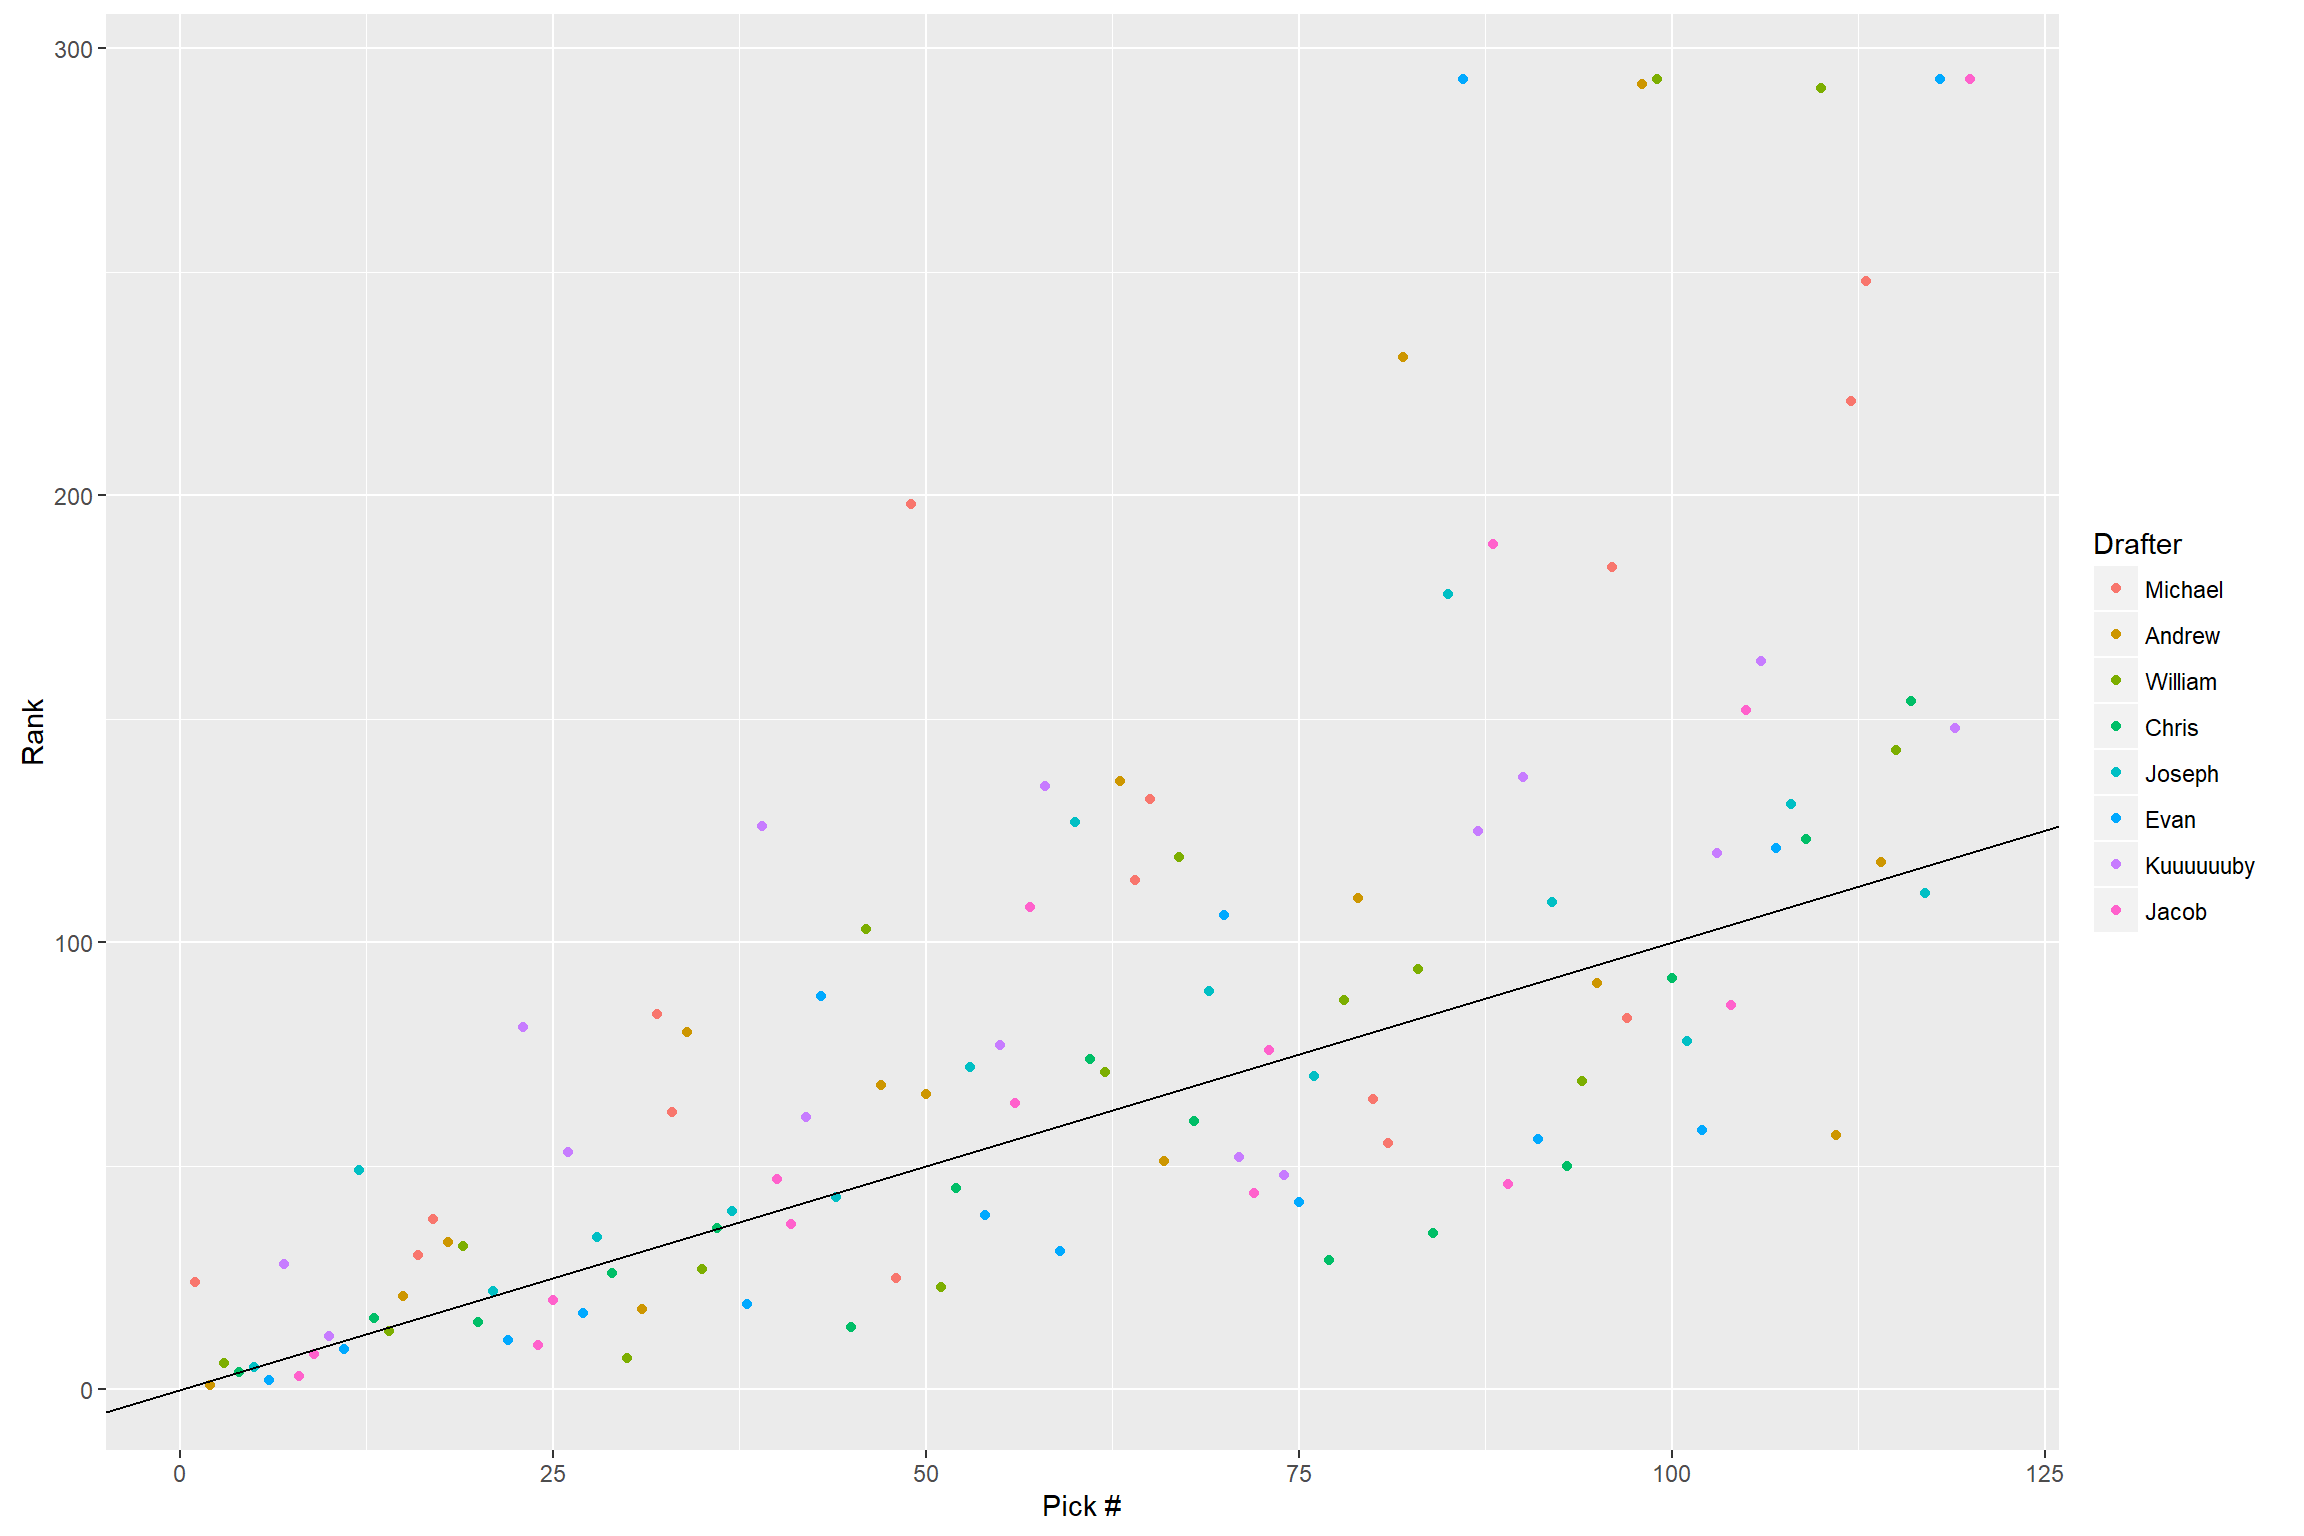 300
200
100
0
Rank
0 25 50 75 100 125
Pick #
Drafter
Michael
Andrew
William
Chris
Joseph
Evan
Kuuuuuuby
Jacob